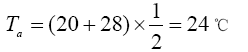 Tₐ = (20 + 28) × 1/2 = 24 ℃